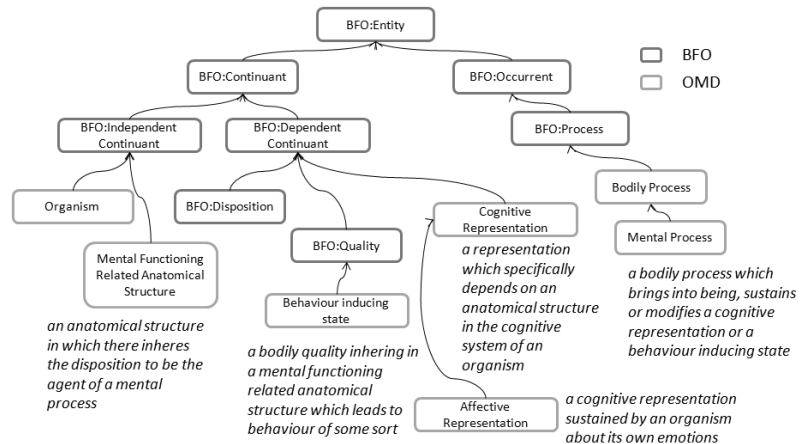 BFO:Entity
BFO
OMD
BFO:Continuant
BFO:Occurrent
BFO:Independent
Continuant
BFO:Dependent
Continuant
BFO:Process
Organism
BFO:Disposition
Cognitive
Representation
Bodily Process
Mental Process
BFO:Quality
Mental Functioning
Related Anatomical
Structure
Behaviour inducing
state
a representation
which specifically
depends on an
anatomical structure
in the cognitive
system of an
organism
a bodily process which
brings into being, sustains
or modifies a cognitive
representation or a
behaviour inducing state
an anatomical structure
in which there inheres
the disposition to be the
agent of a mental
process
a bodily quality inhering in
a mental functioning
related anatomical
structure which leads to
behaviour of some sort
Affective
Representation
a cognitive representation
sustained by an organism
about its own emotions